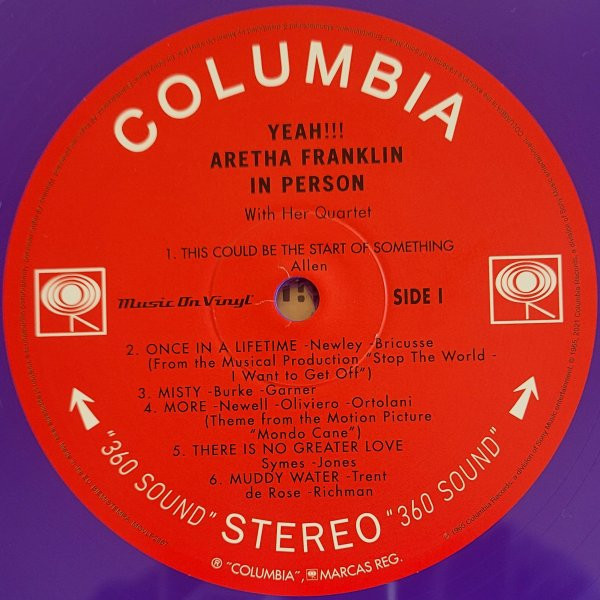 COLUMBIA
YEAH!!!
ARETHA FRANKLIN
IN PERSON
With Her Quartet
1. THIS COULD BE THE START OF SOMETHING
Allen
Music On Vinyl
SIDE I
2. ONCE IN A LIFETIME -Newley -Bricusse
(From the Musical Production "Stop The World -
I Want to Get Off")
3. MISTY -Burke -Garner
4. MORE -Newell -Oliviero -Ortolani
(Theme from the Motion Picture
"Mondo Cane")
5. THERE IS NO GREATER LOVE
Symes -Jones
6. MUDDY WATER -Trent
de Rose -Richman
"360 SOUND" STEREO "360 SOUND"
® "COLUMBIA", MARCAS REG.